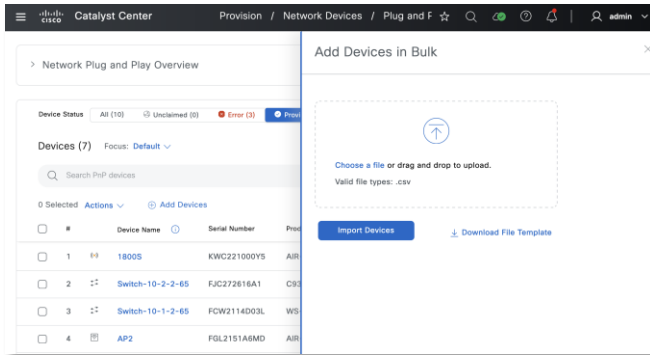 CISCO Catalyst Center Provision / Network Devices / Plug and P admin
Network Plug and Play Overview
Add Devices in Bulk
Device Status All (10) Unclaimed (0) Error (3) Provi
Devices (7) Focus: Default
Search PnP devices
Choose a file or drag and drop to upload.
Valid file types: .csv
0 Selected Actions Add Devices
Import Devices Download File Template
# Device Name Serial Number Prod
1 1800S KWC221000Y5 AIR
2 Switch-10-2-2-65 FJC272616A1 C93
3 Switch-10-1-2-65 FCW2114D03L WS-
4 AP2 FGL2151A6MD AIR